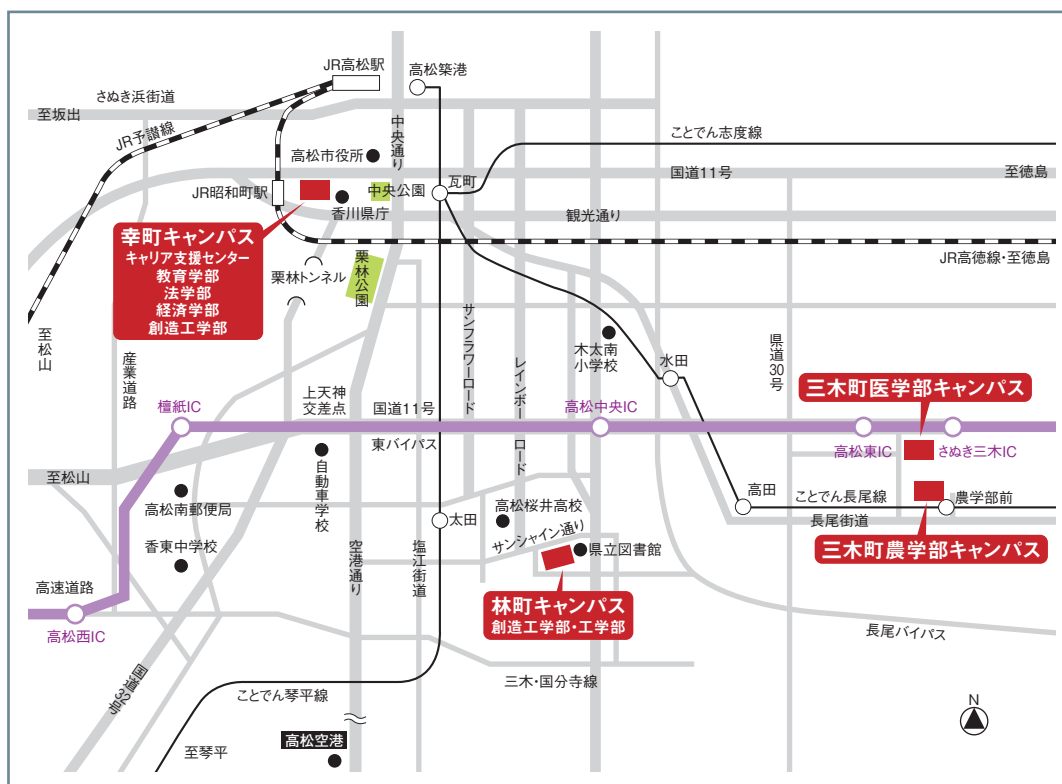 JR高松駅
高松築港
さぬき浜街道
至坂出
JR予讃線
中央通り
ことでん志度線
高松市役所
国道11号
至徳島
JR昭和町駅
中央公園
瓦町
香川県庁
観光通り
幸町キャンパス
キャリア支援センター
教育学部
法学部
経済学部
創造工学部
栗林トンネル
栗林公園
JR高徳線・至徳島
至松山
産業道路
サンフラワーロード
レインボーロード
木太南
小学校
水田
県道30号
三木町医学部キャンパス
檀紙IC
上天神
交差点
国道11号
東バイパス
高松中央IC
高松東IC
さぬき三木IC
至松山
自動車学校
高松南郵便局
太田
高松桜井高校
高田
ことでん長尾線
農学部前
長尾街道
サンシャイン通り
県立図書館
三木町農学部キャンパス
香東中学校
空港通り
塩江街道
高速道路
高松西IC
林町キャンパス
創造工学部・工学部
長尾バイパス
国道32号
三木・国分寺線
ことでん琴平線
至琴平
高松空港
N